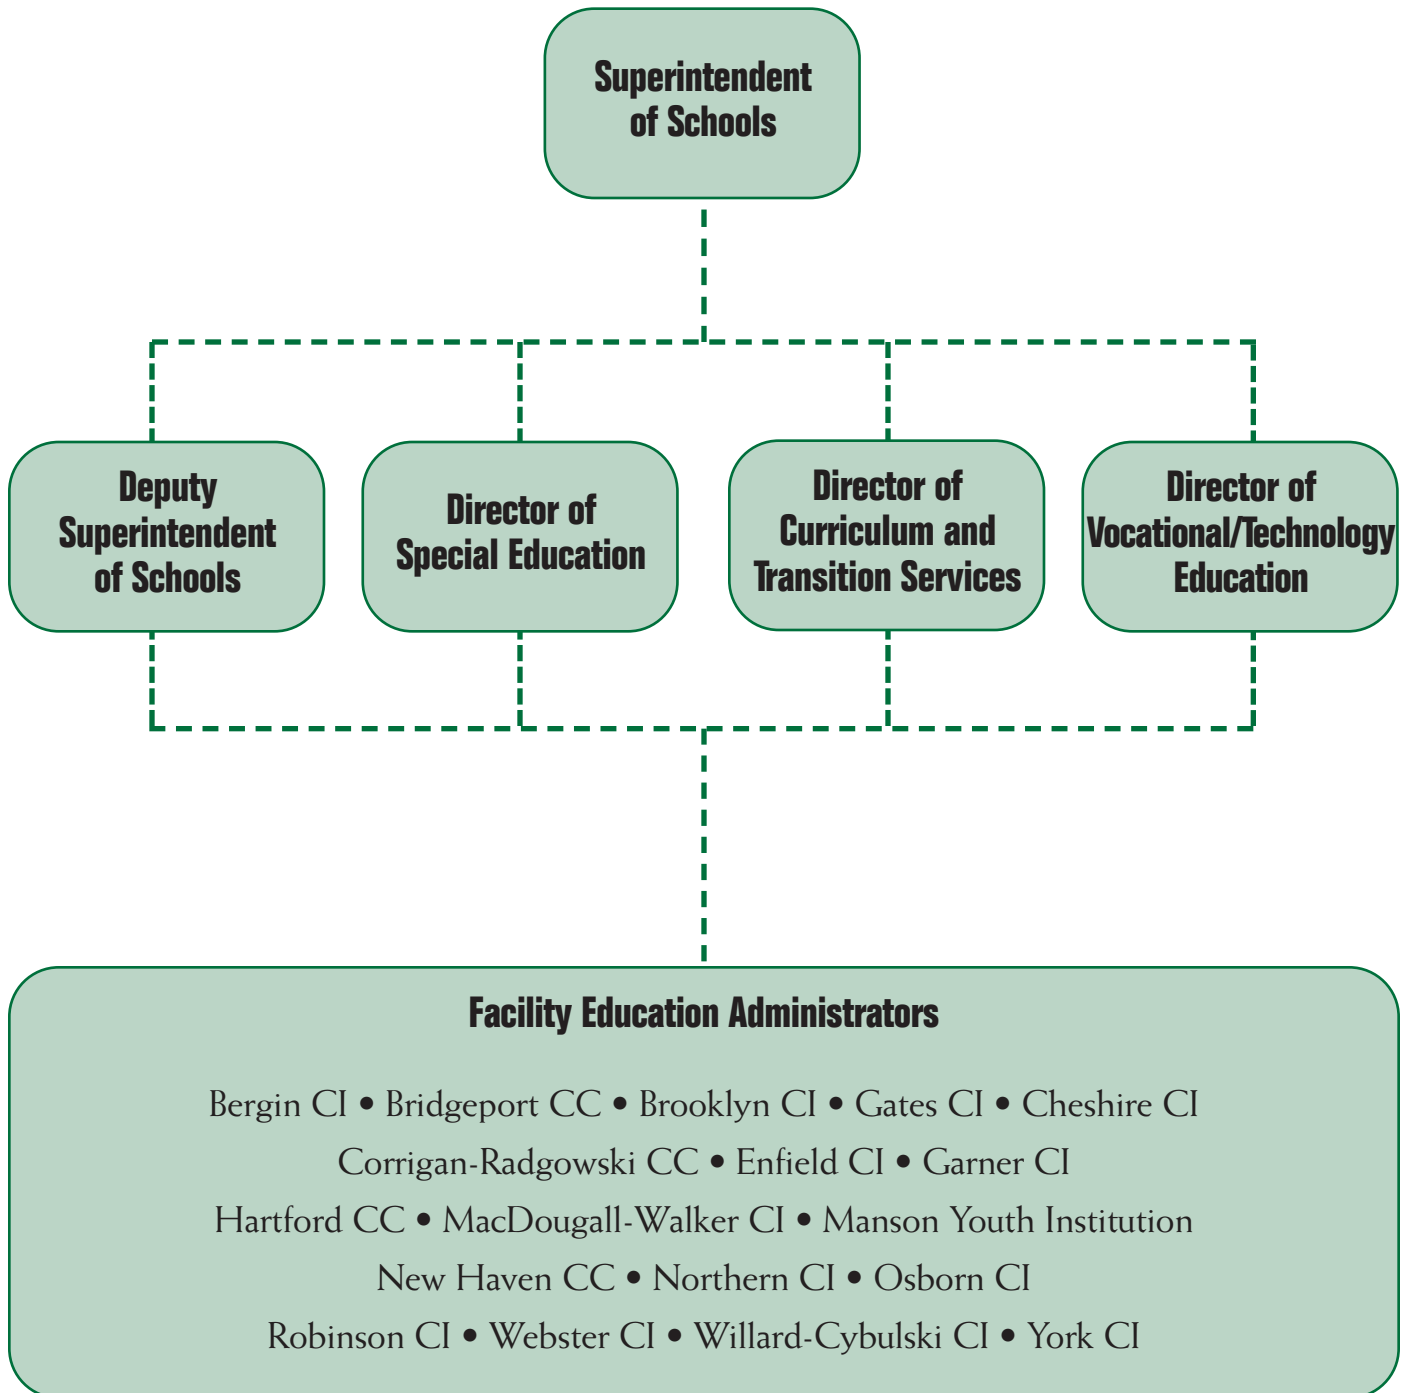 Superintendent
of Schools
Deputy
Superintendent
of Schools
Director of
Special Education
Director of
Curriculum and
Transition Services
Director of
Vocational/Technology
Education
Facility Education Administrators
Bergin CI • Bridgeport CC • Brooklyn CI • Gates CI • Cheshire CI
Corrigan-Radgowski CC • Enfield CI • Garner CI
Hartford CC • MacDougall-Walker CI • Manson Youth Institution
New Haven CC • Northern CI • Osborn CI
Robinson CI • Webster CI • Willard-Cybulski CI • York CI